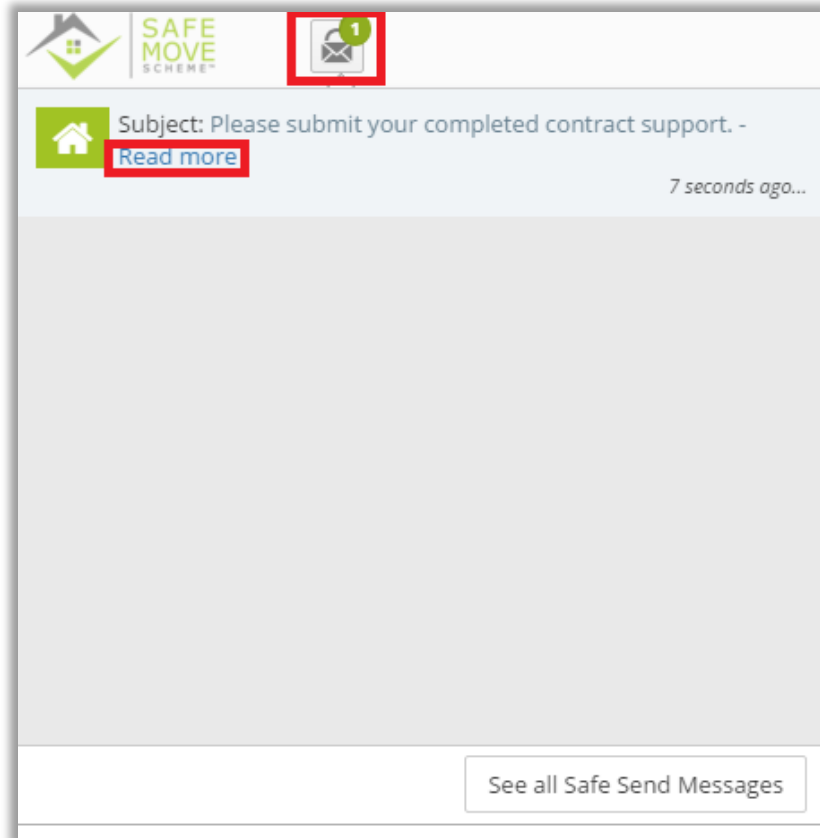 SAFE
MOVE
SCHEME™
1
Subject: Please submit your completed contract support. -
Read more
7 seconds ago...
See all Safe Send Messages